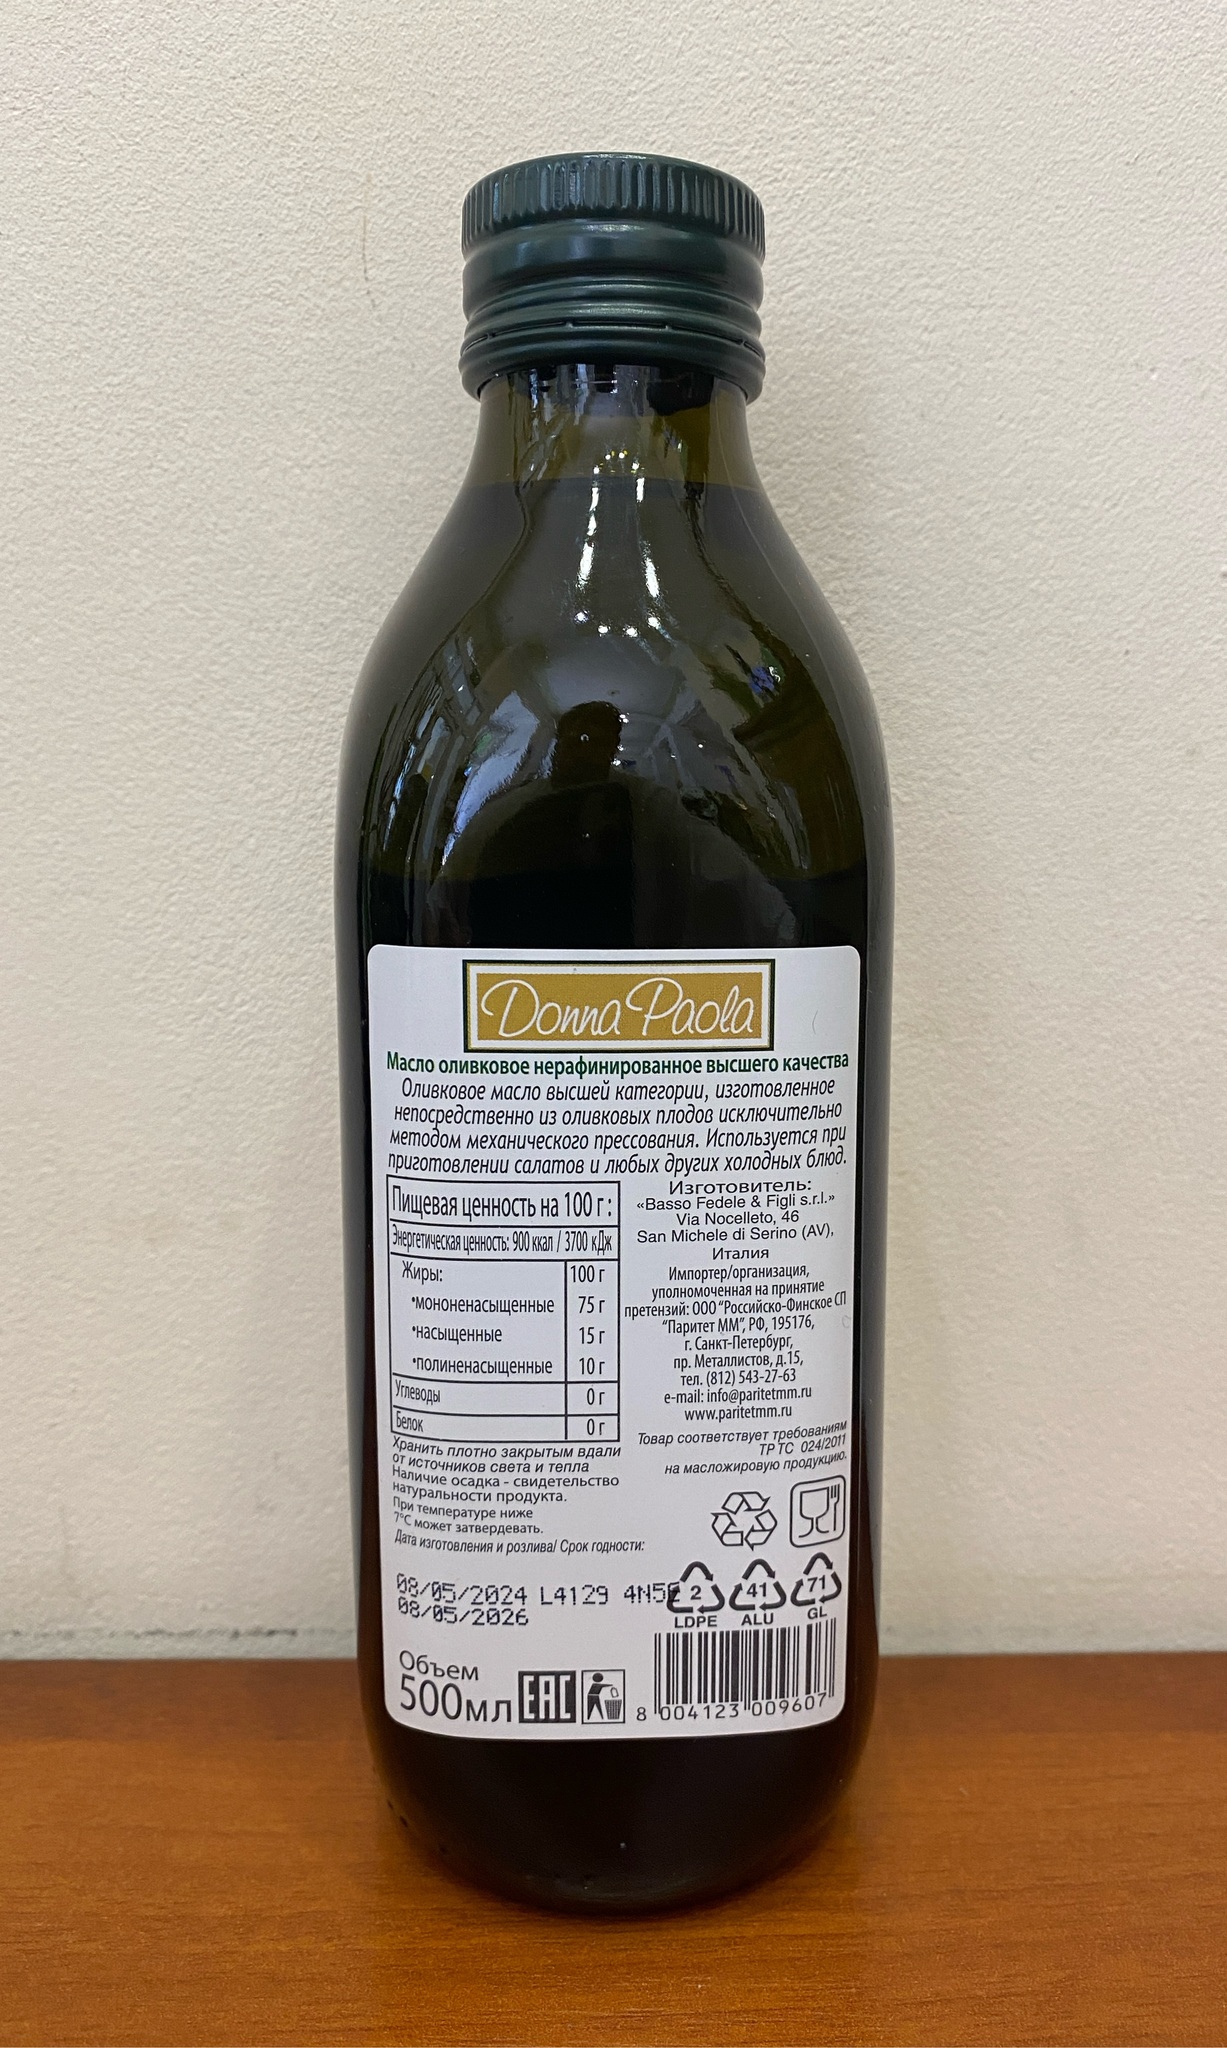 Donna Paola
Масло оливковое нерафинированное высшего качества
Оливковое масло высшей категории, изготовленное
непосредственно из оливковых плодов исключительно
методом механического прессования. Используется при
приготовлении салатов и любых других холодных блюд.
Пищевая ценность на 100 г :
Энергетическая ценность: 900 ккал / 3700 кДж
Жиры: 100 г
•мононенасыщенные 75 г
•насыщенные 15 г
•полиненасыщенные 10 г
Углеводы 0 г
Белок 0 г
Хранить плотно закрытым вдали
от источников света и тепла
Наличие осадка - свидетельство
натуральности продукта.
При температуре ниже
7°С может затвердевать.
Дата изготовления и розлива/ Срок годности:
Изготовитель:
«Basso Fedele & Figli s.r.l.»
Via Nocelleto, 46
San Michele di Serino (AV),
Италия
Импортер/организация,
уполномоченная на принятие
претензий: ООО "Российско-Финское СП
"Паритет ММ", РФ, 195176,
г. Санкт-Петербург,
пр. Металлистов, д.15,
тел. (812) 543-27-63
e-mail: info@paritetmm.ru
www.paritetmm.ru
Товар соответствует требованиям
ТР ТС 024/2011
на масложировую продукцию.
08/05/2024 L4129 4N5E
08/05/2026
2 41 71
LDPE ALU GL
Объем
500мл
EAC
8 004123 009607